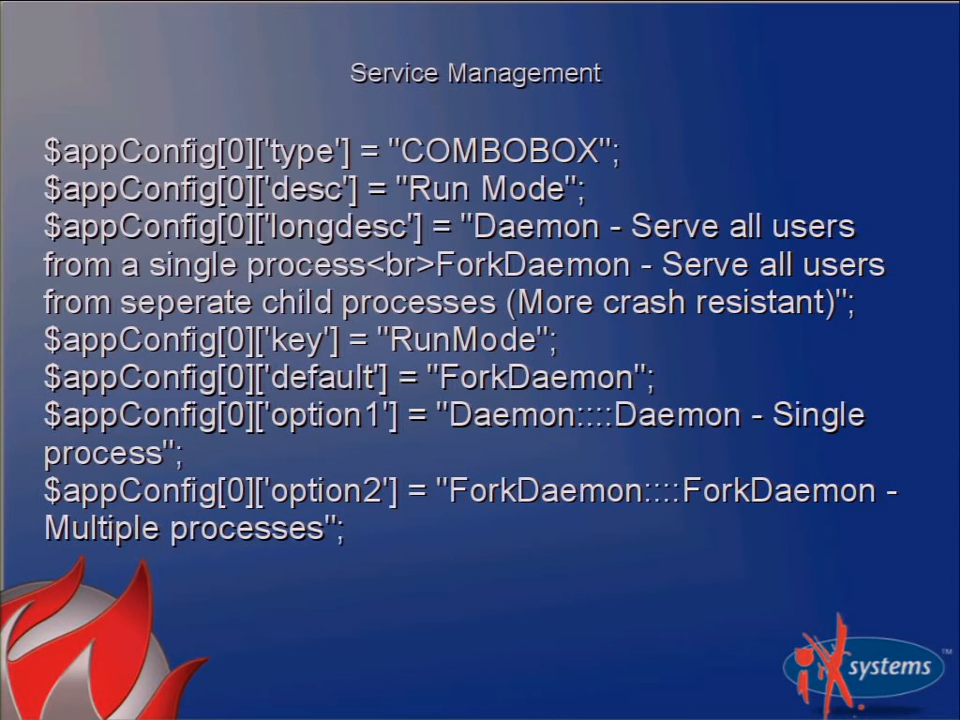 Service Management
$appConfig[0]['type'] = "COMBOBOX";
$appConfig[0]['desc'] = "Run Mode";
$appConfig[0]['longdesc'] = "Daemon - Serve all users
from a single process<br>ForkDaemon - Serve all users
from seperate child processes (More crash resistant)";
$appConfig[0]['key'] = "RunMode";
$appConfig[0]['default'] = "ForkDaemon";
$appConfig[0]['option1'] = "Daemon::::Daemon - Single
process";
$appConfig[0]['option2'] = "ForkDaemon::::ForkDaemon -
Multiple processes";
iX systems ™